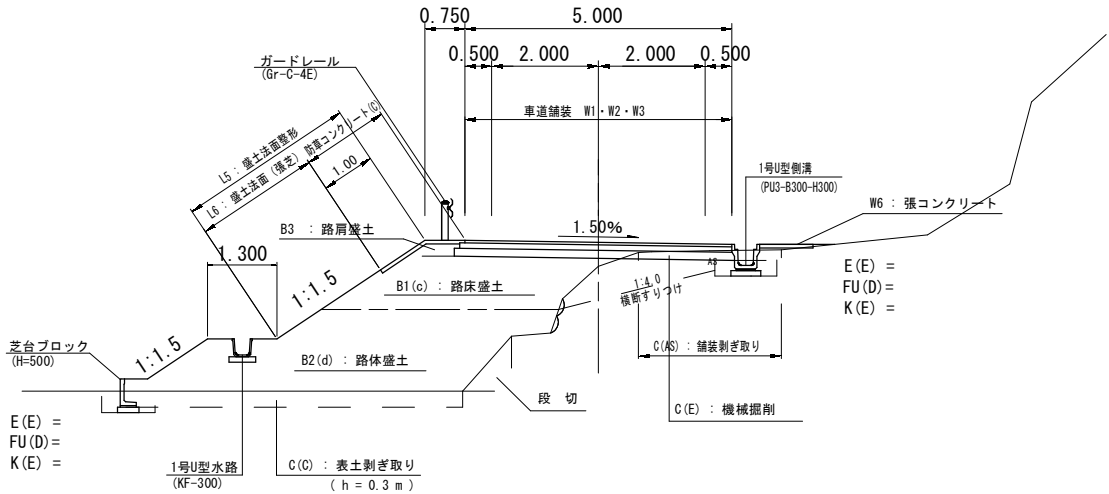 0.750
5.000
0.500
2.000
2.000
0.500
ガードレール
(Gr-C-4E)
車道舗装 W1・W2・W3
L5 : 盛土法面整形
L6 : 盛土法面(張芝)
防草コンクリート(C)
1.00
1号U型側溝
(PU3-B300-H300)
W6 : 張コンクリート
B3 : 路肩盛土
1.50%
1.300
1:1.5
AS
1:4.0
横断すりつけ
E(E) =
FU(D)=
K(E) =
B1(c) : 路床盛土
芝台ブロック
(H=500)
1:1.5
B2(d) : 路体盛土
C(AS) : 舗装剥ぎ取り
段 切
C(E) : 機械掘削
E(E) =
FU(D)=
K(E) =
1号U型水路
(KF-300)
C(C) : 表土剥ぎ取り
( h = 0.3 m )